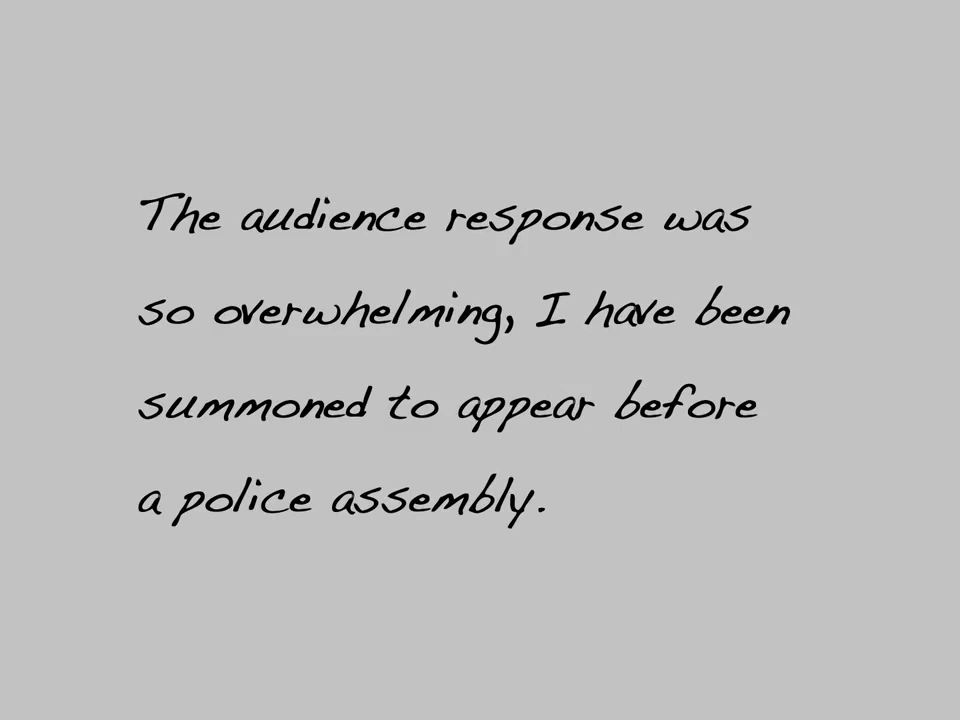 The audience response was
so overwhelming, I have been
summoned to appear before
a police assembly.